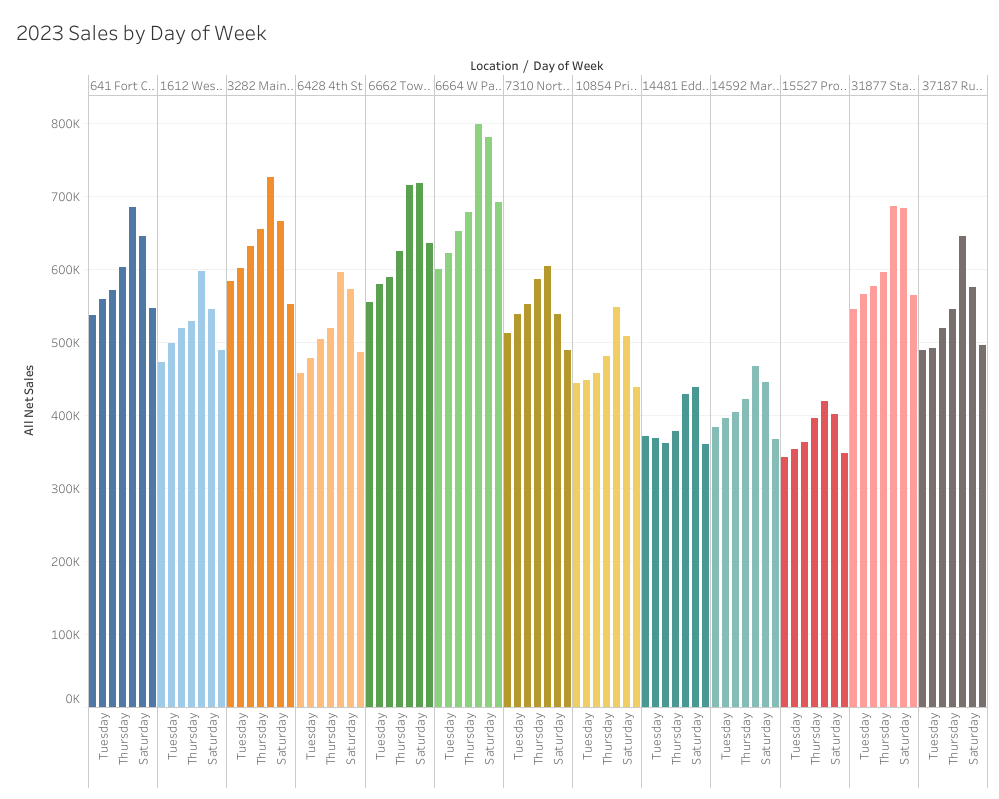 2023 Sales by Day of Week
Location / Day of Week
641 Fort C.. 1612 Wes.. 3282 Main.. 6428 4th St 6662 Tow.. 6664 W Pa.. 7310 Nort.. 10854 Pri.. 14481 Edd.. 14592 Mar.. 15527 Pro.. 31877 Sta.. 37187 Ru..
800K
700K
600K
500K
400K
300K
200K
100K
0K
All Net Sales
Tuesday Thursday Saturday Tuesday Thursday Saturday Tuesday Thursday Saturday Tuesday Thursday Saturday Tuesday Thursday Saturday Tuesday Thursday Saturday Tuesday Thursday Saturday Tuesday Thursday Saturday Tuesday Thursday Saturday Tuesday Thursday Saturday Tuesday Thursday Saturday Tuesday Thursday Saturday Tuesday Thursday Saturday